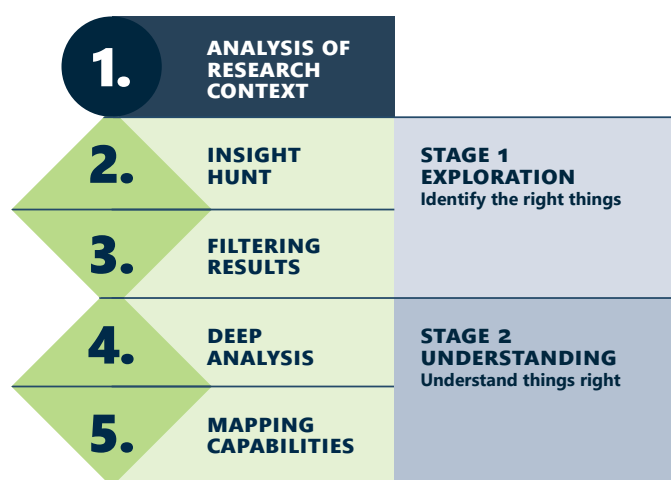 1.
ANALYSIS OF
RESEARCH
CONTEXT
2.
INSIGHT
HUNT
STAGE 1
EXPLORATION
Identify the right things
3.
FILTERING
RESULTS
4.
DEEP
ANALYSIS
STAGE 2
UNDERSTANDING
Understand things right
5.
MAPPING
CAPABILITIES